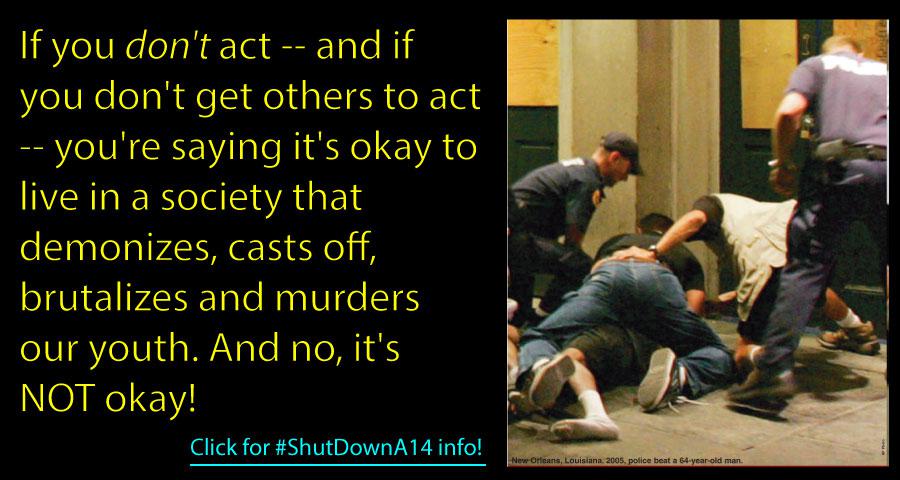 If you don't act -- and if
you don't get others to act
-- you're saying it's okay to
live in a society that
demonizes, casts off,
brutalizes and murders
our youth. And no, it's
NOT okay!
Click for #ShutDownA14 info!
New Orleans, Louisiana, 2005, police beat a 64-year-old man.